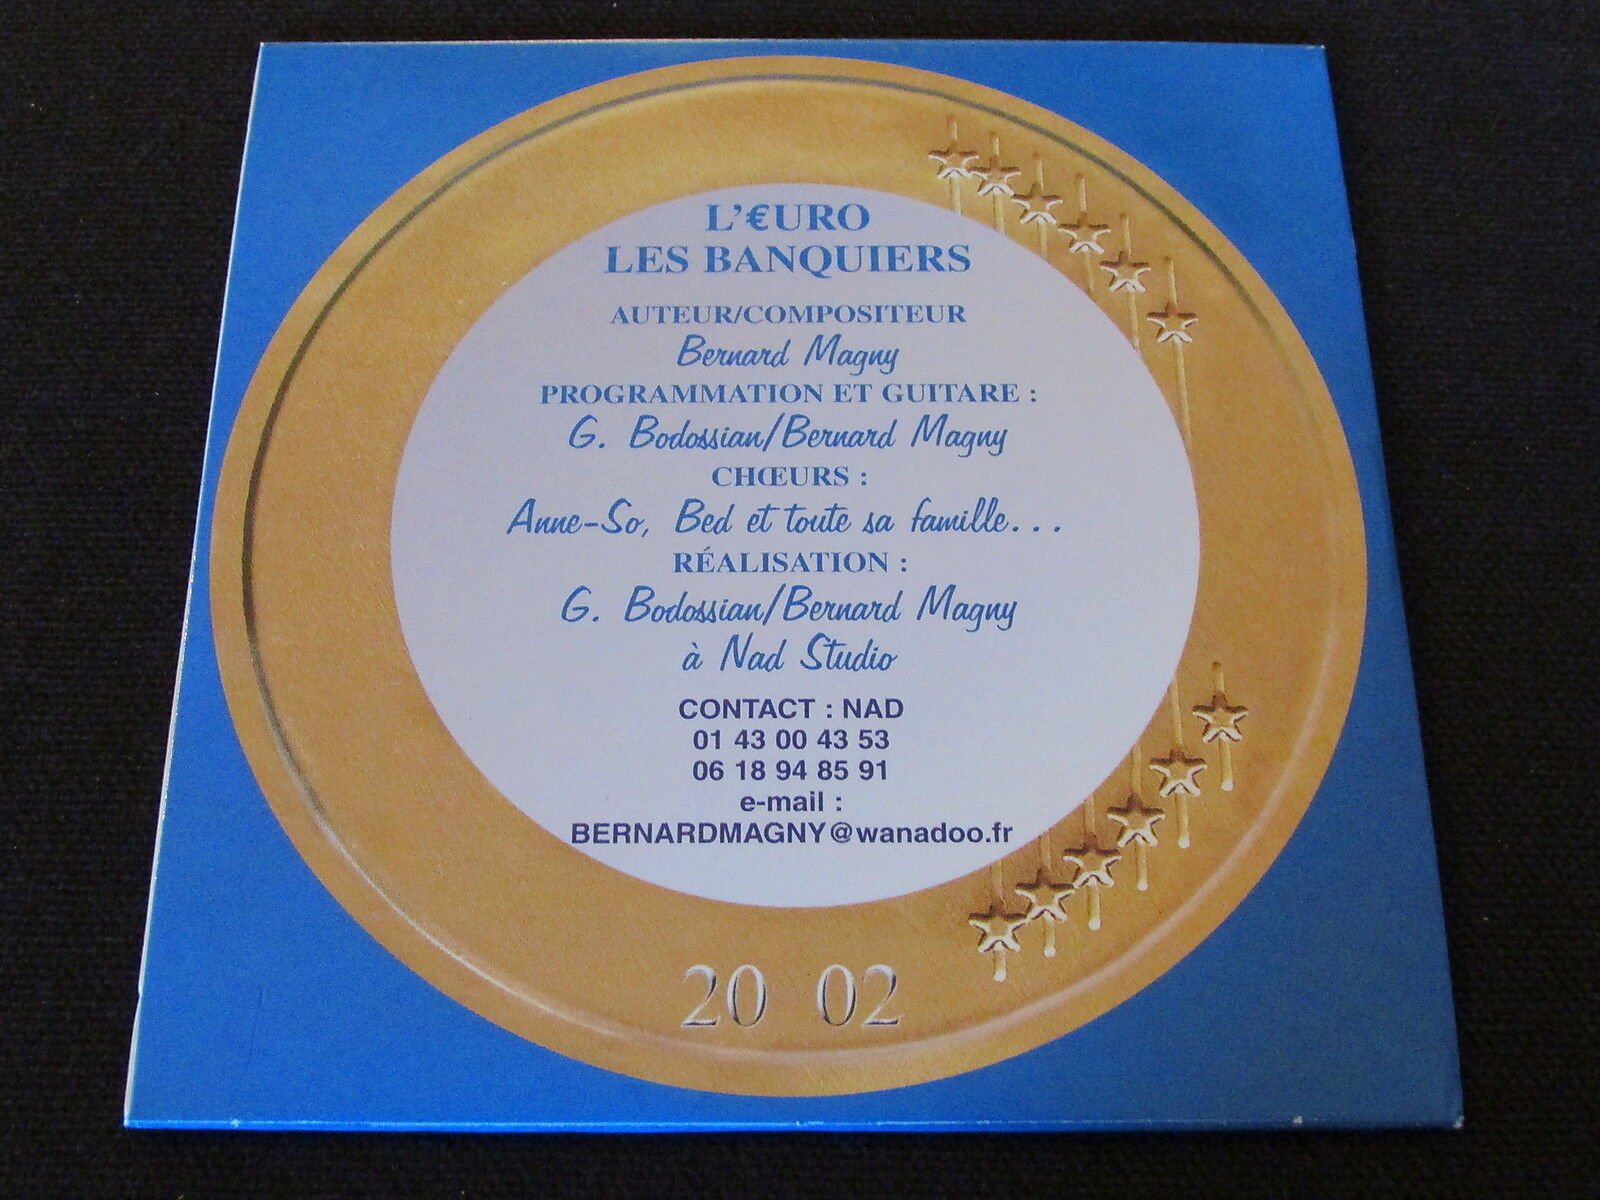 L'€URO
LES BANQUIERS
AUTEUR/COMPOSITEUR
Bernard Magny
PROGRAMMATION ET GUITARE :
G. Bodossian/Bernard Magny
CHŒURS :
Anne-So, Bed et toute sa famille...
RÉALISATION :
G. Bodossian/Bernard Magny
à Nad Studio
CONTACT : NAD
01 43 00 43 53
06 18 94 85 91
e-mail :
BERNARDMAGNY@wanadoo.fr
20 02